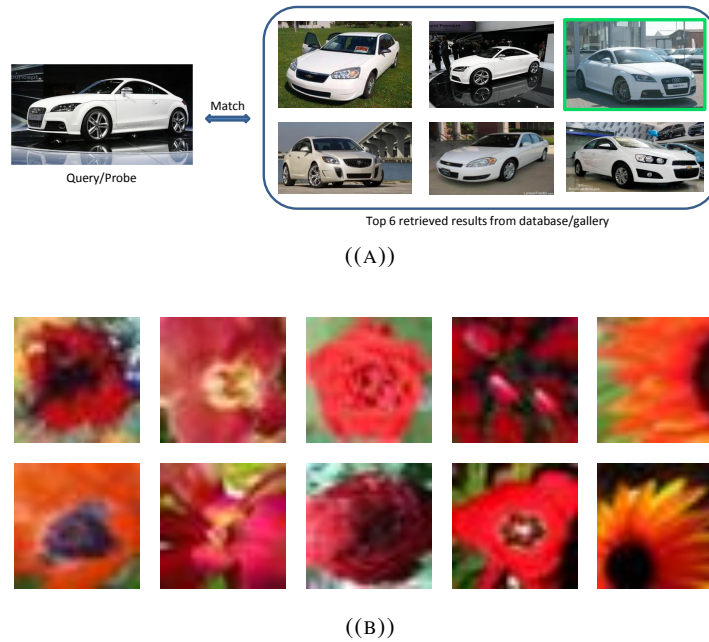 Match
Query/Probe
Top 6 retrieved results from database/gallery
((A))
((B))